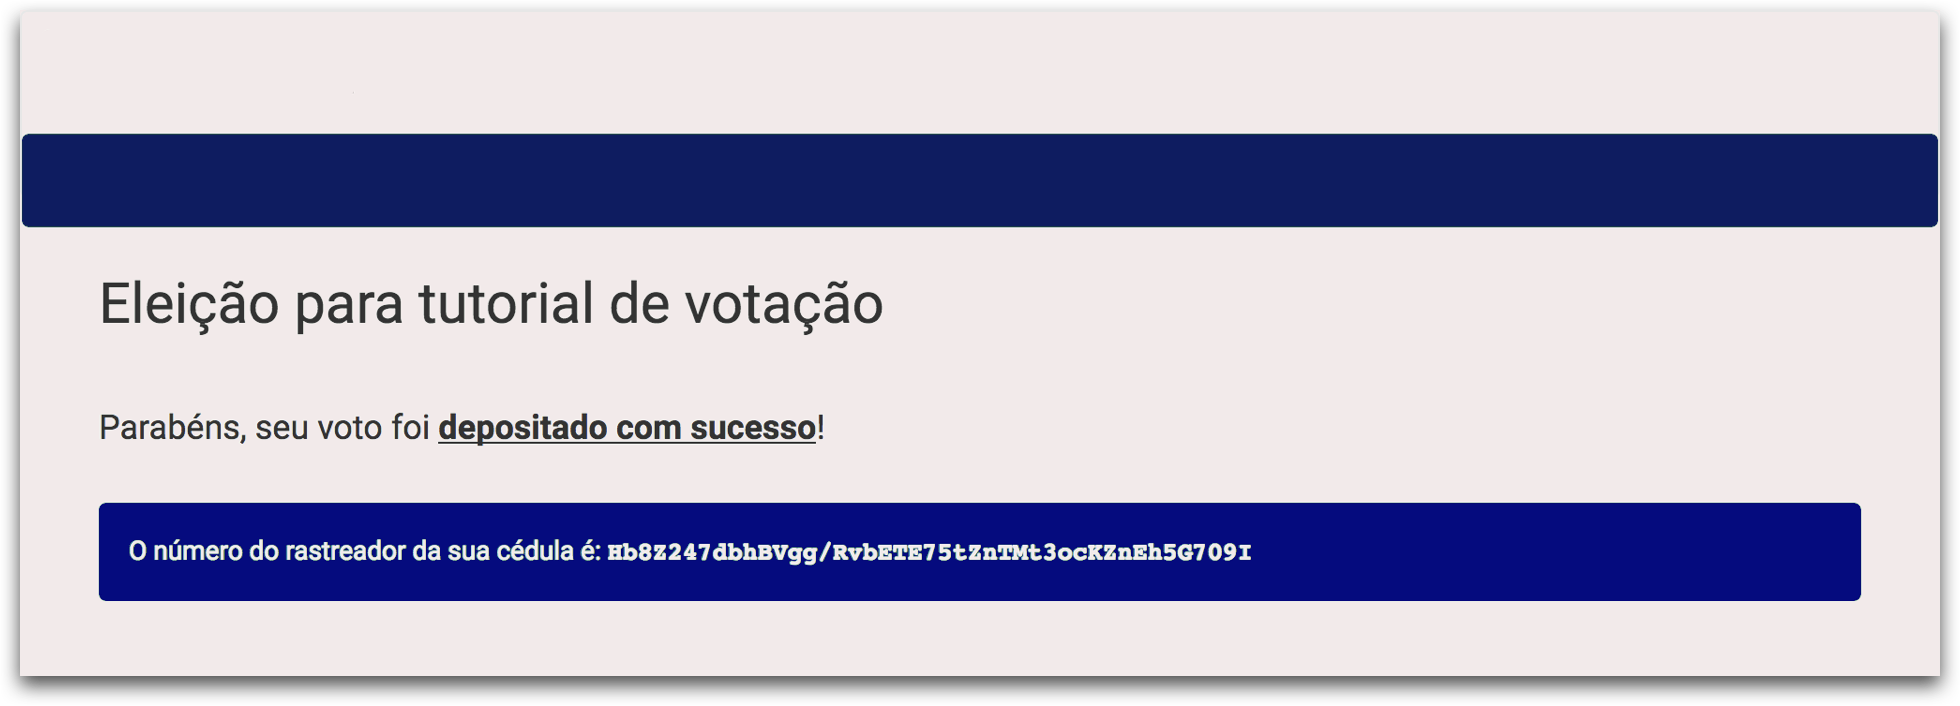 Eleição para tutorial de votação
Parabéns, seu voto foi depositado com sucesso!
O número do rastreador da sua cédula é: Hb8Z247dbhBVgg/RvbETE75tZnTMt3ocKZnEh5G709I